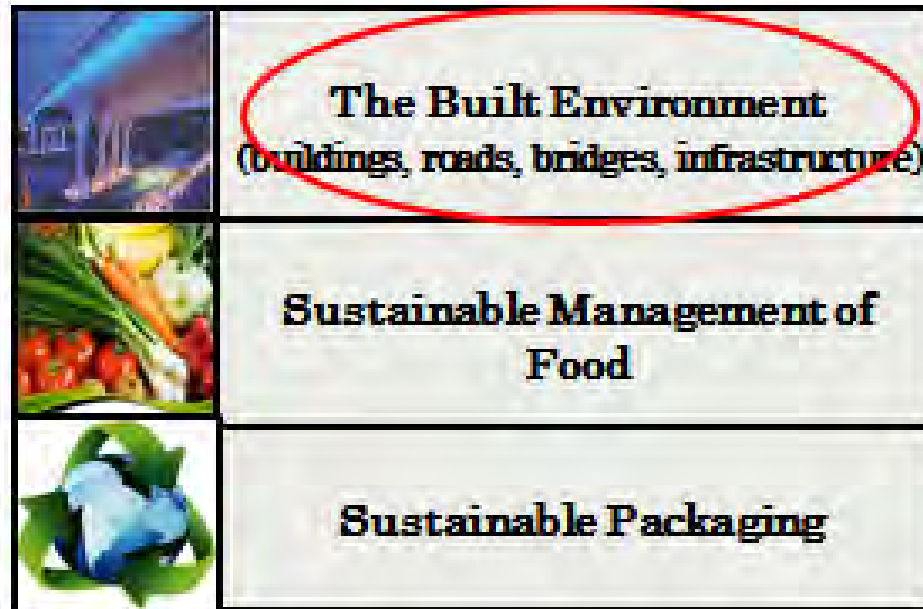 The Built Environment
(buildings, roads, bridges, infrastructure)
Sustainable Management of
Food
Sustainable Packaging